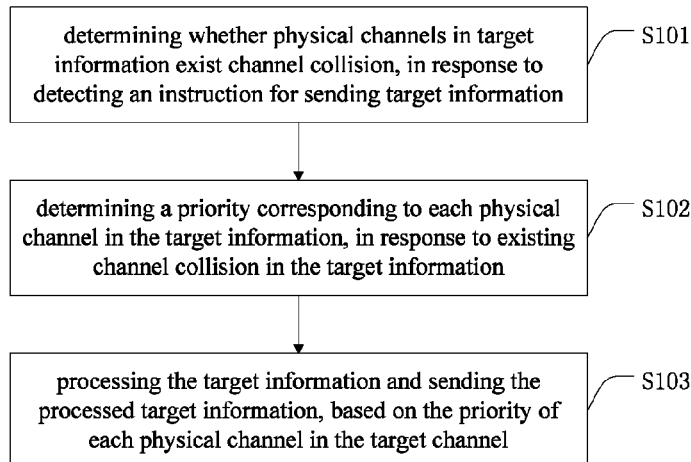 determining whether physical channels in target
information exist channel collision, in response to
detecting an instruction for sending target information
S101
determining a priority corresponding to each physical
channel in the target information, in response to existing
channel collision in the target information
S102
processing the target information and sending the
processed target information, based on the priority of
each physical channel in the target channel
S103